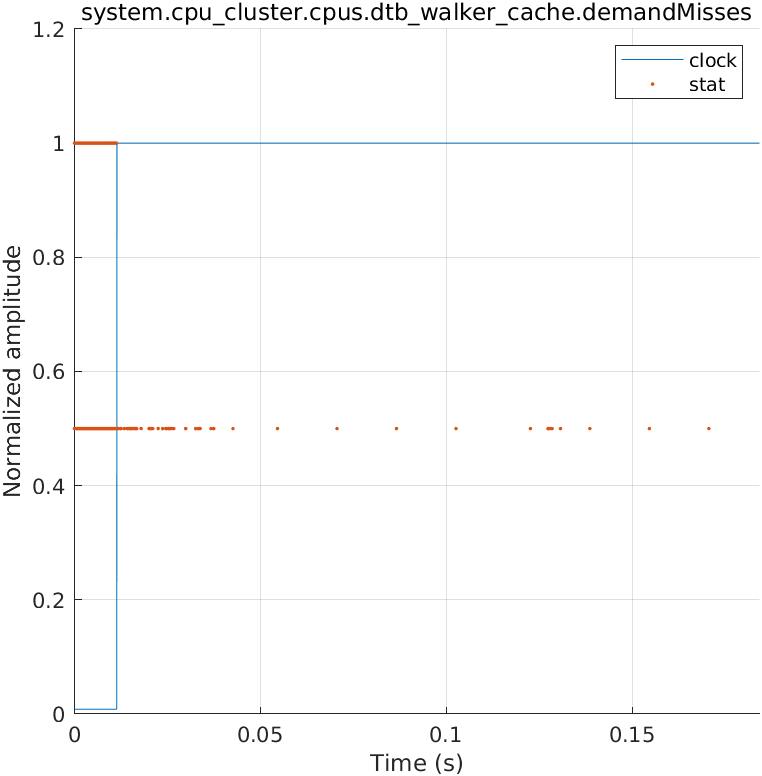 system.cpu_cluster.cpus.dtb_walker_cache.demandMisses
1.2
clock
stat
1
0.8
Normalized amplitude
0.6
0.4
0.2
0
0
0.05
0.1
0.15
Time (s)